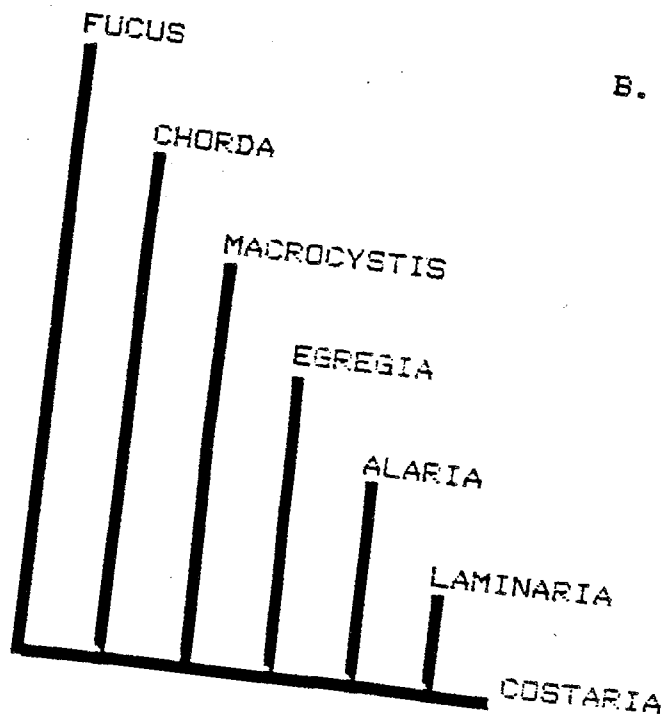 FUCUS
B.
CHORDA
MACROCYSTIS
EGREGIA
ALARIA
LAMINARIA
COSTARIA